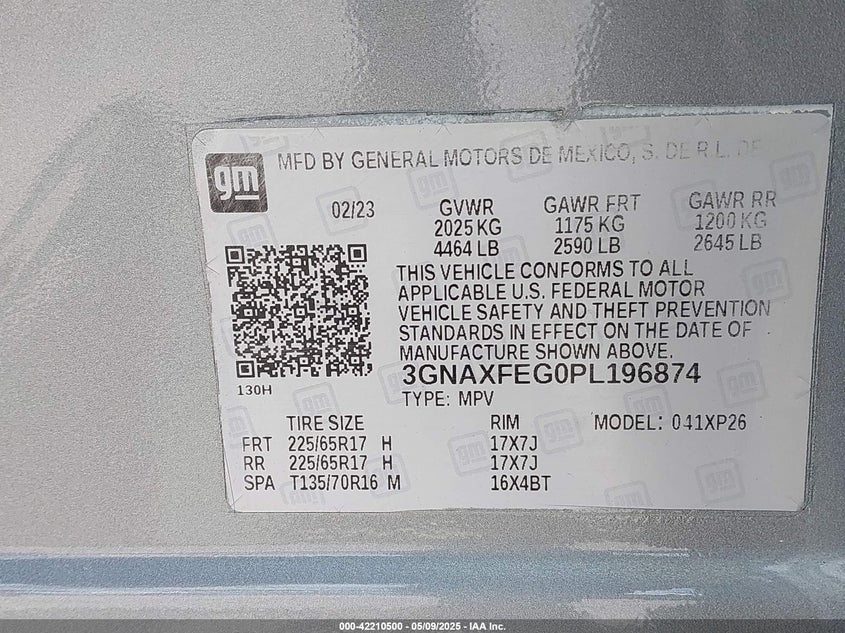 gm
MFD BY GENERAL MOTORS DE MEXICO, S. DE R.L. DE
02/23
GVWR GAWR FRT GAWR RR
2025 KG 1175 KG 1200 KG
4464 LB 2590 LB 2645 LB
THIS VEHICLE CONFORMS TO ALL
APPLICABLE U.S. FEDERAL MOTOR
VEHICLE SAFETY AND THEFT PREVENTION
STANDARDS IN EFFECT ON THE DATE OF
MANUFACTURE SHOWN ABOVE.
3GNAXFEG0PL196874
130H
TYPE: MPV
TIRE SIZE RIM MODEL: 041XP26
FRT 225/65R17 H 17X7J
RR 225/65R17 H 17X7J
SPA T135/70R16 M 16X4BT
000-42210500 - 05/09/2025 - IAA Inc.